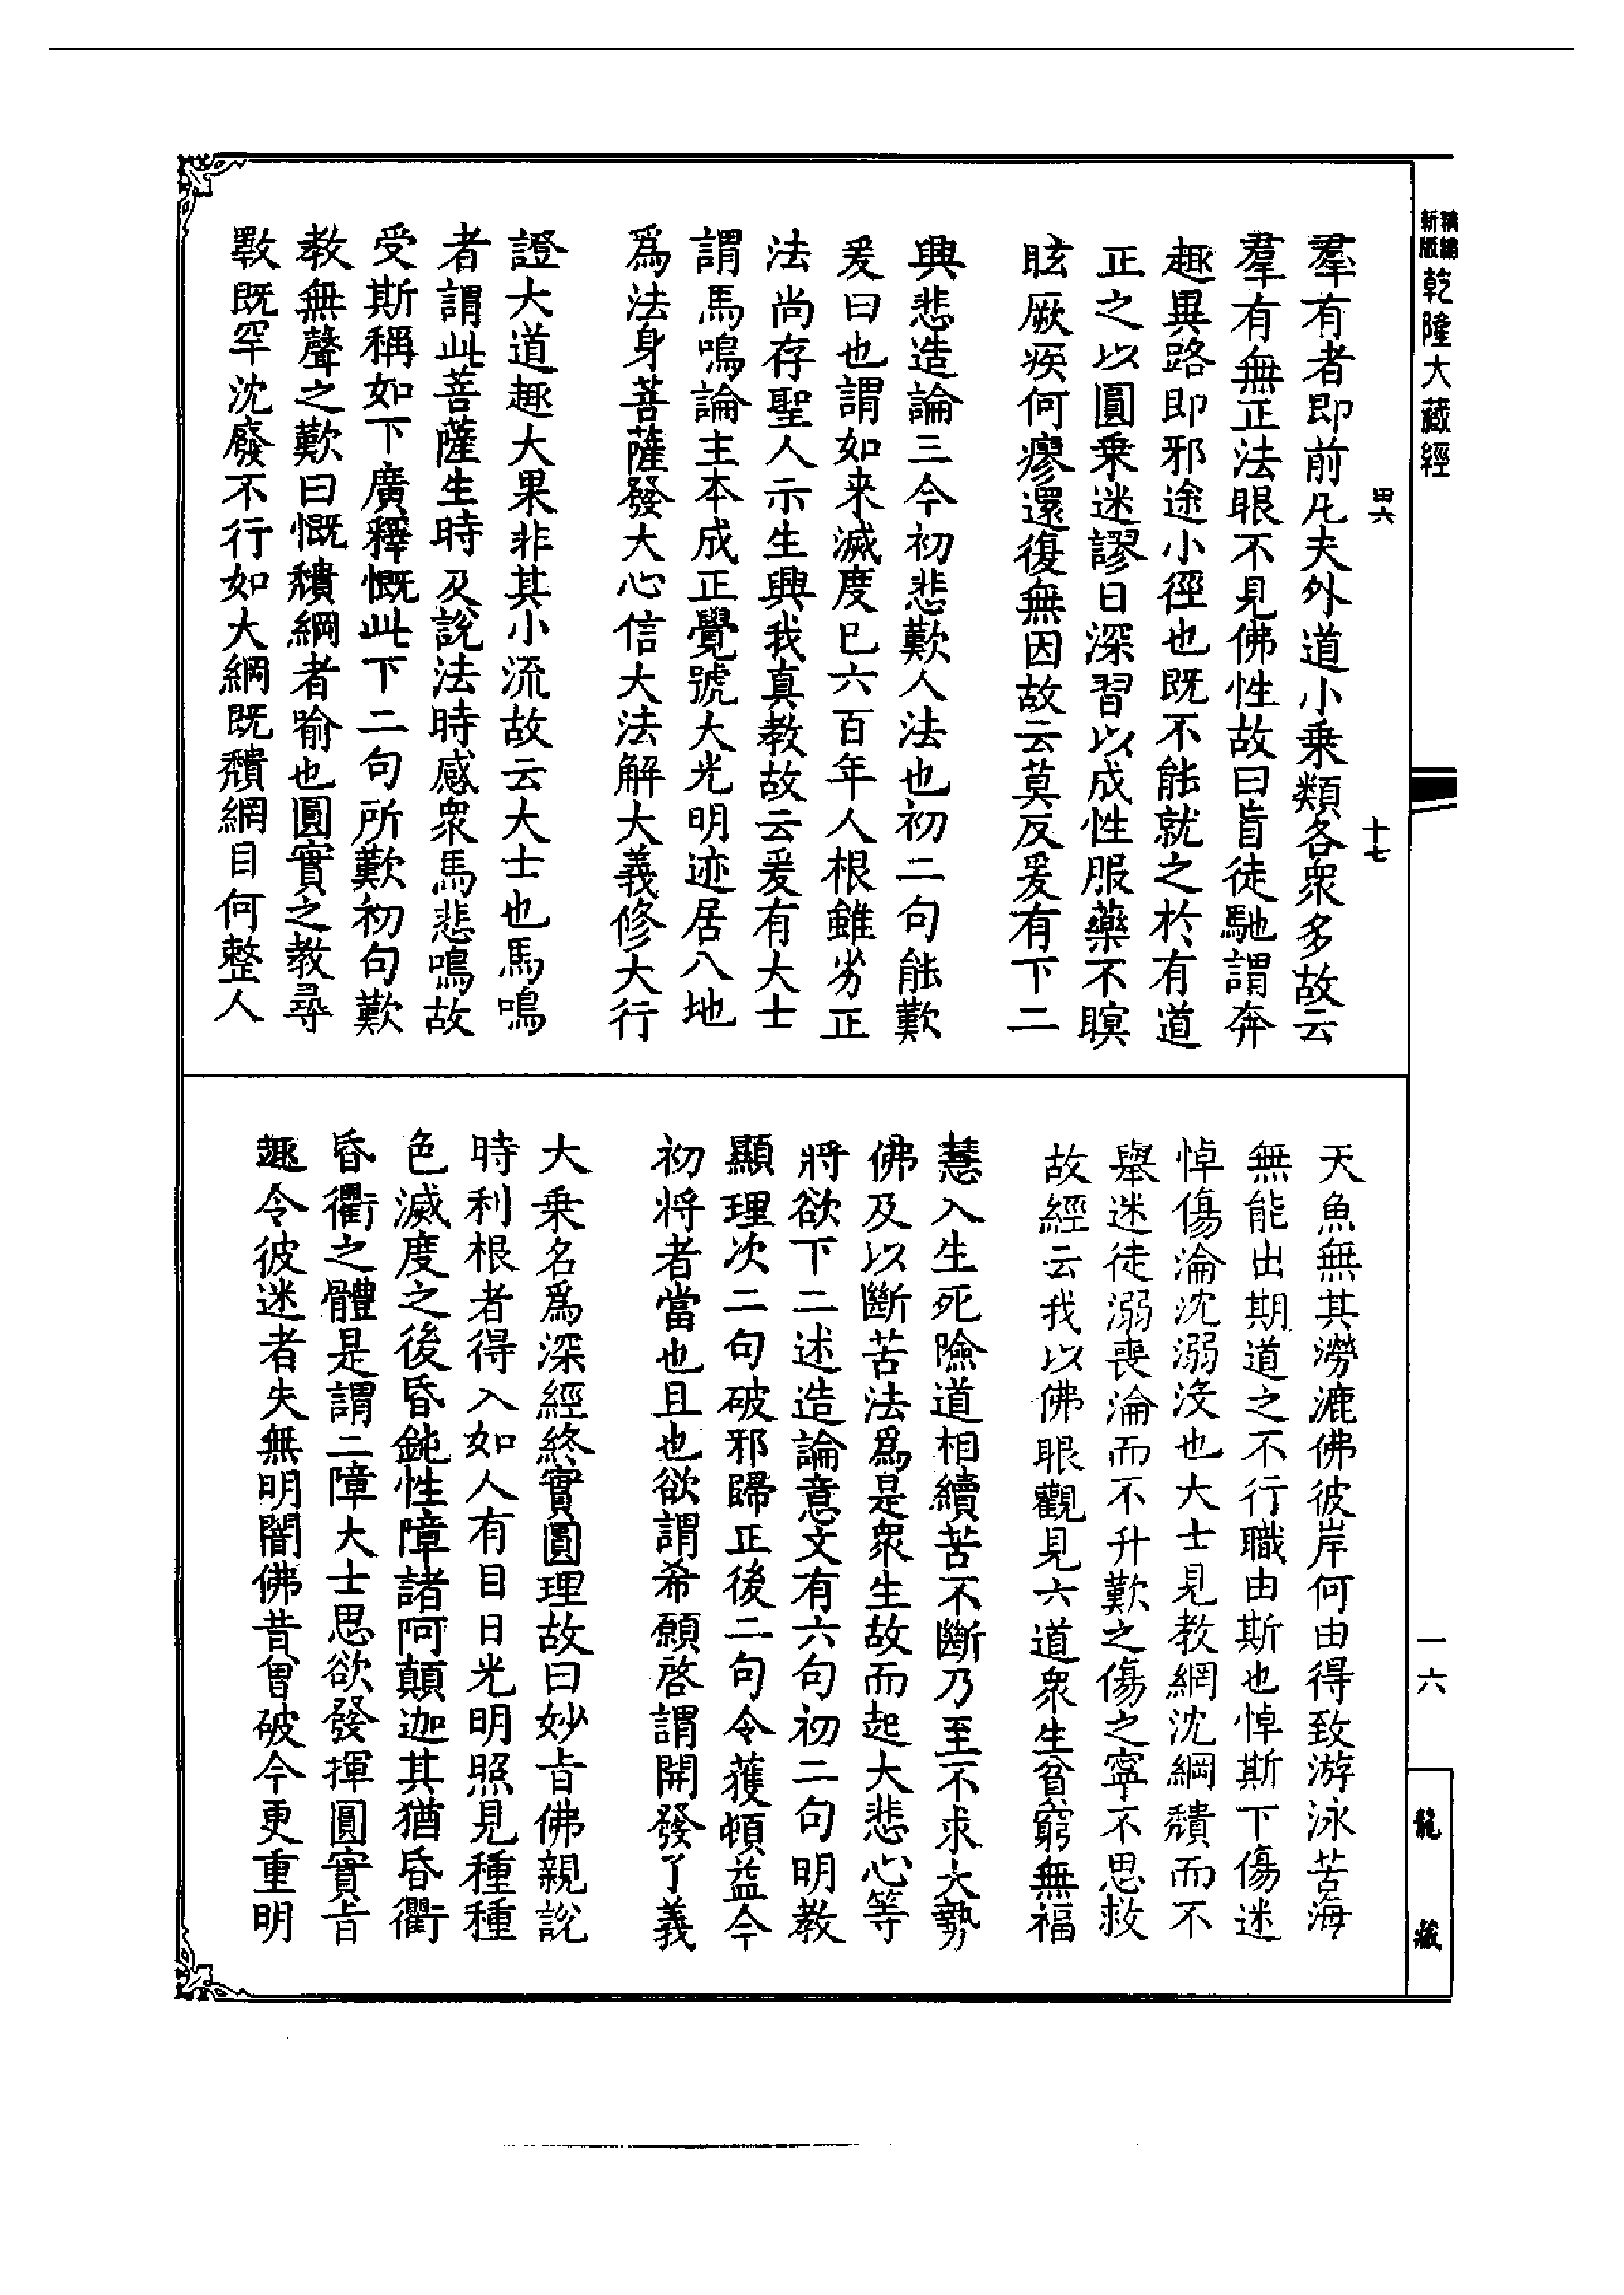 精縮新版乾隆大藏經
毌六
十七
羣有者即前凡夫外道小乘類各衆多故云
羣有無正法眼不見佛性故曰盲徒馳謂奔
趣異路即邪途小徑也既不能就之於有道
正之以圓乘迷謬日深習以成性服藥不瞑
眩厥疾何瘳還復無因故云莫反爰有下二
興悲造論三今初悲歎人法也初二句能歎
爰曰也謂如来滅度已六百年人根雖劣正
法尚存聖人示生興我真教故云爰有大士
謂馬鳴論主本成正覺號大光明迹居八地
為法身菩薩發大心信大法解大義修大行
證大道趣大果非其小流故云大士也馬鳴
者謂此菩薩生時及說法時感衆馬悲鳴故
受斯稱如下廣釋慨此下二句所歎初句歎
教無聲之歎曰慨穨綱者喻也圓實之教尋
斁既罕沈廢不行如大綱既穨網目何整人
天魚無其澇漉佛彼岸何由得致游泳苦海
無能出期道之不行職由斯也悼斯下傷迷
悼傷淪沈溺没也大士見教網沈綱穨而不
舉迷徒溺喪淪而不升歎之傷之寧不思救
故經云我以佛眼觀見六道衆生貧窮無福
慧入生死險道相續苦不斷乃至不求大勢
佛及以斷苦法爲是衆生故而起大悲心等
將欲下二述造論意文有六句初二句明教
顯理次二句破邪歸正後二句令獲頓益今
初将者當也且也欲謂希願啓謂開發了義
大乘名爲深經終實圓理故曰妙㫖佛親說
時利根者得入如人有目日光明照見種種
色滅度之後昏鈍性障諸阿顛迦其猶昏衢
昏衢之體是謂二障大士思欲發揮圓實㫖
趣令彼迷者失無明闇佛昔曾破今更重明
一六
龍藏